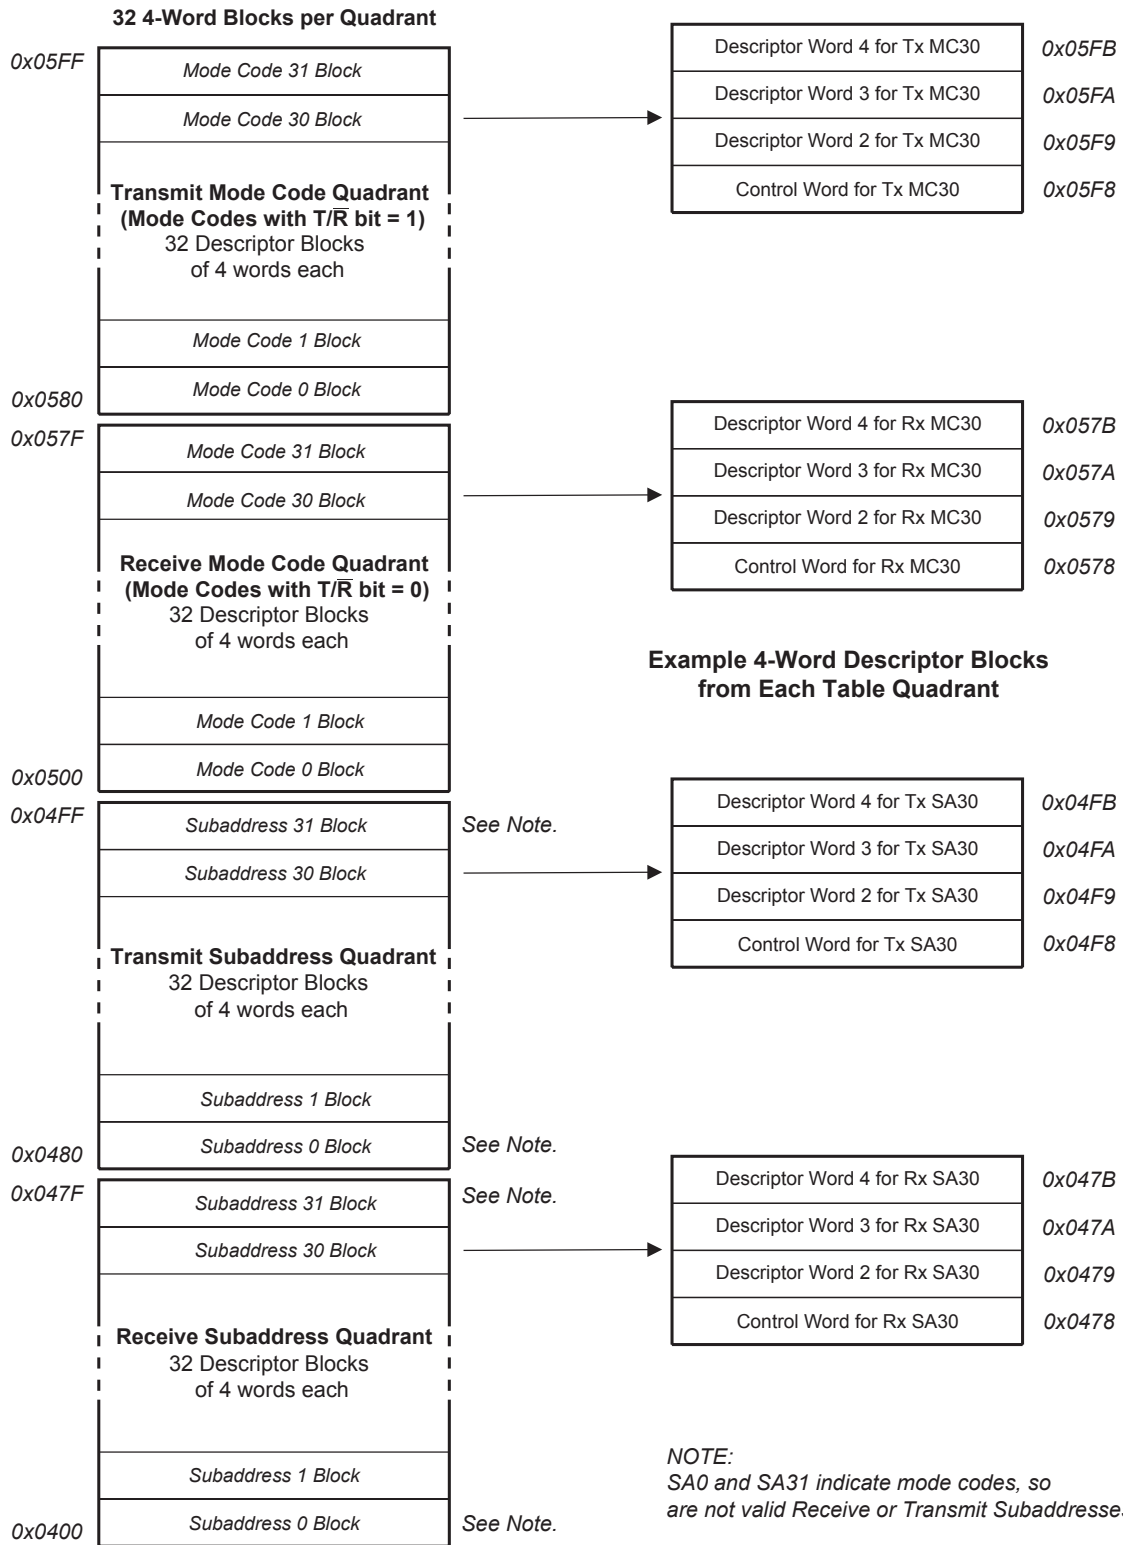 32 4-Word Blocks per Quadrant
0x05FF
Mode Code 31 Block
Mode Code 30 Block
Transmit Mode Code Quadrant
(Mode Codes with T/R̅ bit = 1)
32 Descriptor Blocks
of 4 words each
Mode Code 1 Block
Mode Code 0 Block
0x0580
Descriptor Word 4 for Tx MC30 0x05FB
Descriptor Word 3 for Tx MC30 0x05FA
Descriptor Word 2 for Tx MC30 0x05F9
Control Word for Tx MC30 0x05F8
0x057F
Mode Code 31 Block
Mode Code 30 Block
Receive Mode Code Quadrant
(Mode Codes with T/R̅ bit = 0)
32 Descriptor Blocks
of 4 words each
Mode Code 1 Block
Mode Code 0 Block
0x0500
Descriptor Word 4 for Rx MC30 0x057B
Descriptor Word 3 for Rx MC30 0x057A
Descriptor Word 2 for Rx MC30 0x0579
Control Word for Rx MC30 0x0578
Example 4-Word Descriptor Blocks
from Each Table Quadrant
0x04FF
Subaddress 31 Block See Note.
Subaddress 30 Block
Transmit Subaddress Quadrant
32 Descriptor Blocks
of 4 words each
Subaddress 1 Block
Subaddress 0 Block See Note.
0x0480
Descriptor Word 4 for Tx SA30 0x04FB
Descriptor Word 3 for Tx SA30 0x04FA
Descriptor Word 2 for Tx SA30 0x04F9
Control Word for Tx SA30 0x04F8
0x047F
Subaddress 31 Block See Note.
Subaddress 30 Block
Receive Subaddress Quadrant
32 Descriptor Blocks
of 4 words each
Subaddress 1 Block
Subaddress 0 Block See Note.
0x0400
Descriptor Word 4 for Rx SA30 0x047B
Descriptor Word 3 for Rx SA30 0x047A
Descriptor Word 2 for Rx SA30 0x0479
Control Word for Rx SA30 0x0478
NOTE:
SA0 and SA31 indicate mode codes, so
are not valid Receive or Transmit Subaddresses